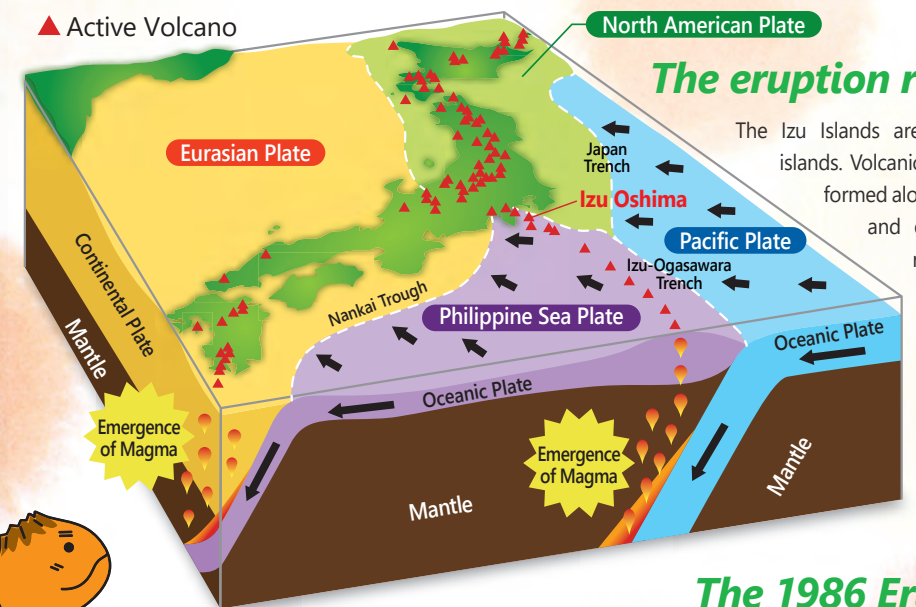 Active Volcano
North American Plate
The eruption r
The Izu Islands are
islands. Volcanic
formed alo
and
Eurasian Plate
Japan
Trench
Izu Oshima
Pacific Plate
Izu-Ogasawara
Trench
Nankai Trough
Philippine Sea Plate
Continental Plate
Mantle
Oceanic Plate
Oceanic Plate
Emergence
of Magma
Emergence
of Magma
Mantle
Mantle
The 1986 Er